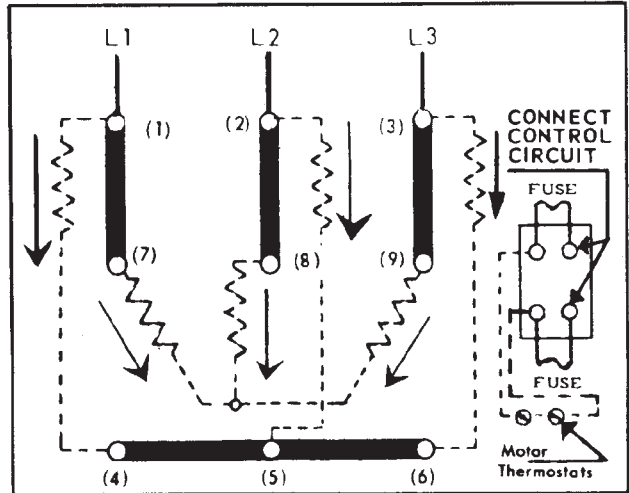 L1 L2 L3
(1) (2) (3)
CONNECT
CONTROL
CIRCUIT
FUSE
(7) (8) (9)
FUSE
Motor
Thermostats
(4) (5) (6)